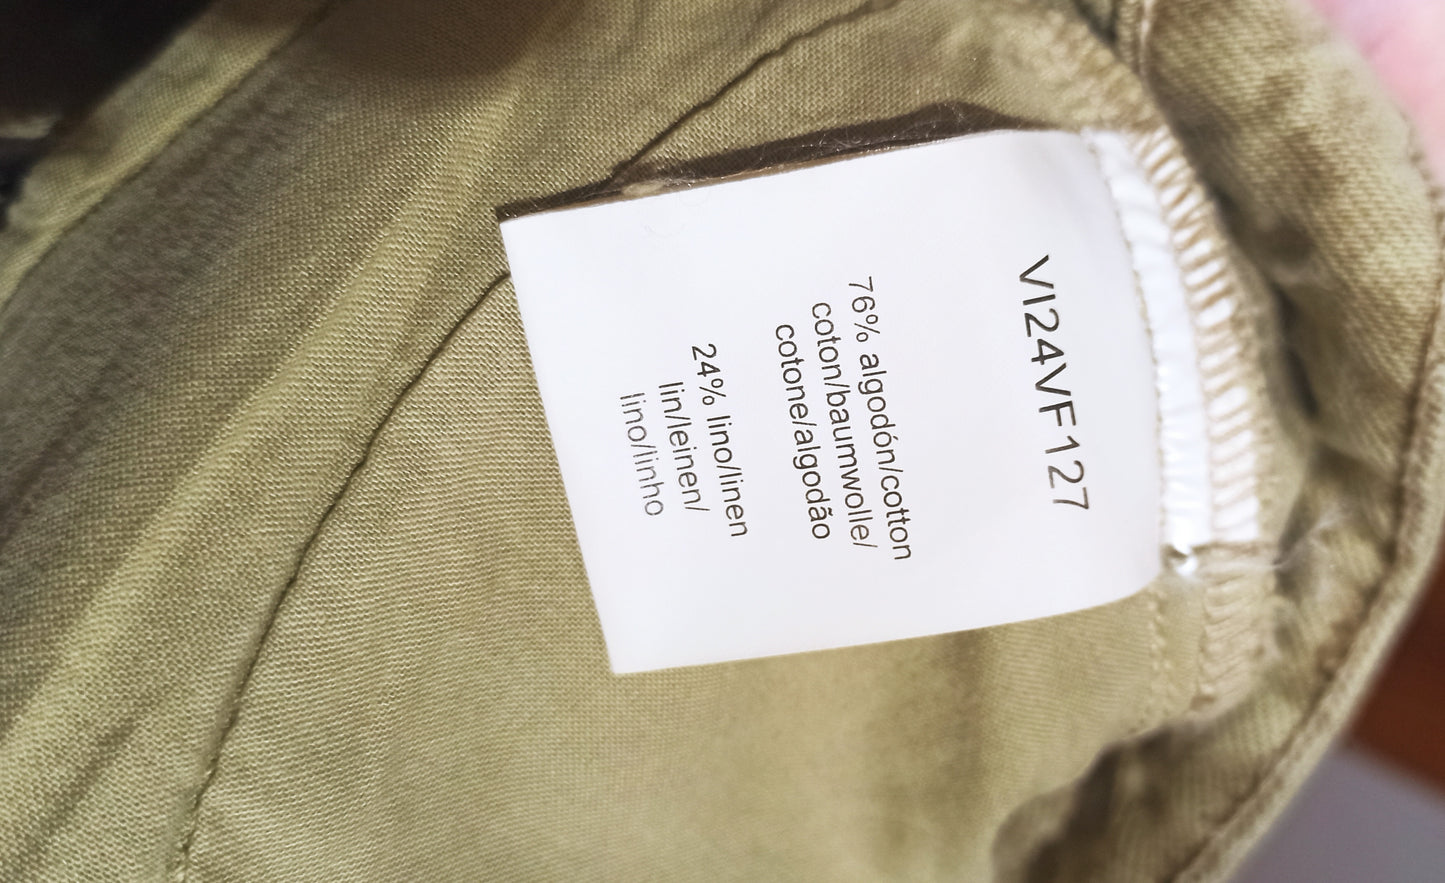 VI24VF127
76% algodón/cotton
coton/baumwolle/
cotone/algodão
24% lino/linen
lin/leinen/
lino/linho